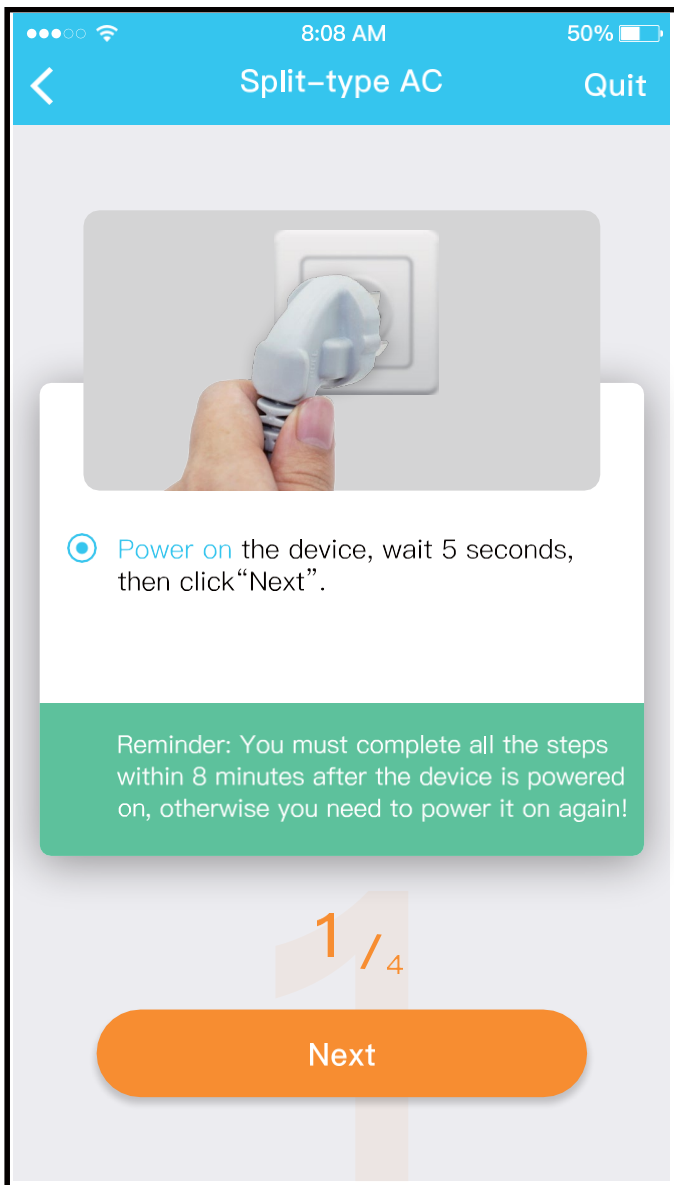 8:08 AM
50%
Split-type AC
Quit
Power on the device, wait 5 seconds,
then click“Next”.
Reminder: You must complete all the steps
within 8 minutes after the device is powered
on, otherwise you need to power it on again!
1/4
Next